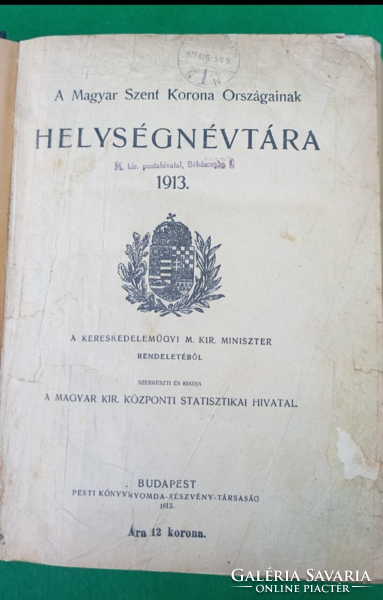 A Magyar Szent Korona Országainak
HELYSÉGNÉVTÁRA
M. kir. postahivatal, Békéscsaba
1913.
A KERESKEDELEMÜGYI M. KIR. MINISZTER
RENDELETÉBŐL
SZERKESZTI ÉS KIADJA
A MAGYAR KIR. KÖZPONTI STATISZTIKAI HIVATAL.
BUDAPEST
PESTI KÖNYVNYOMDA-RÉSZVÉNY-TÁRSASÁG
1913.
Ára 12 korona.
GALÉRIA SAVARIA
ONLINE PIACTÉR